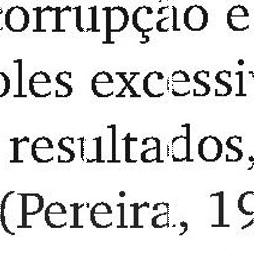 corrupção e
oles excessiv
resultados,
(Pereira, 19